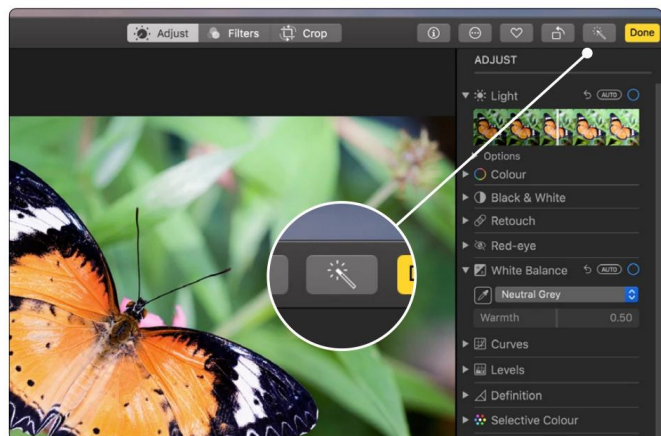 Adjust
Filters
Crop
Done
ADJUST
Light
AUTO
Options
Colour
Black & White
Retouch
Red-eye
White Balance
AUTO
Neutral Grey
Warmth 0.50
Curves
Levels
Definition
Selective Colour